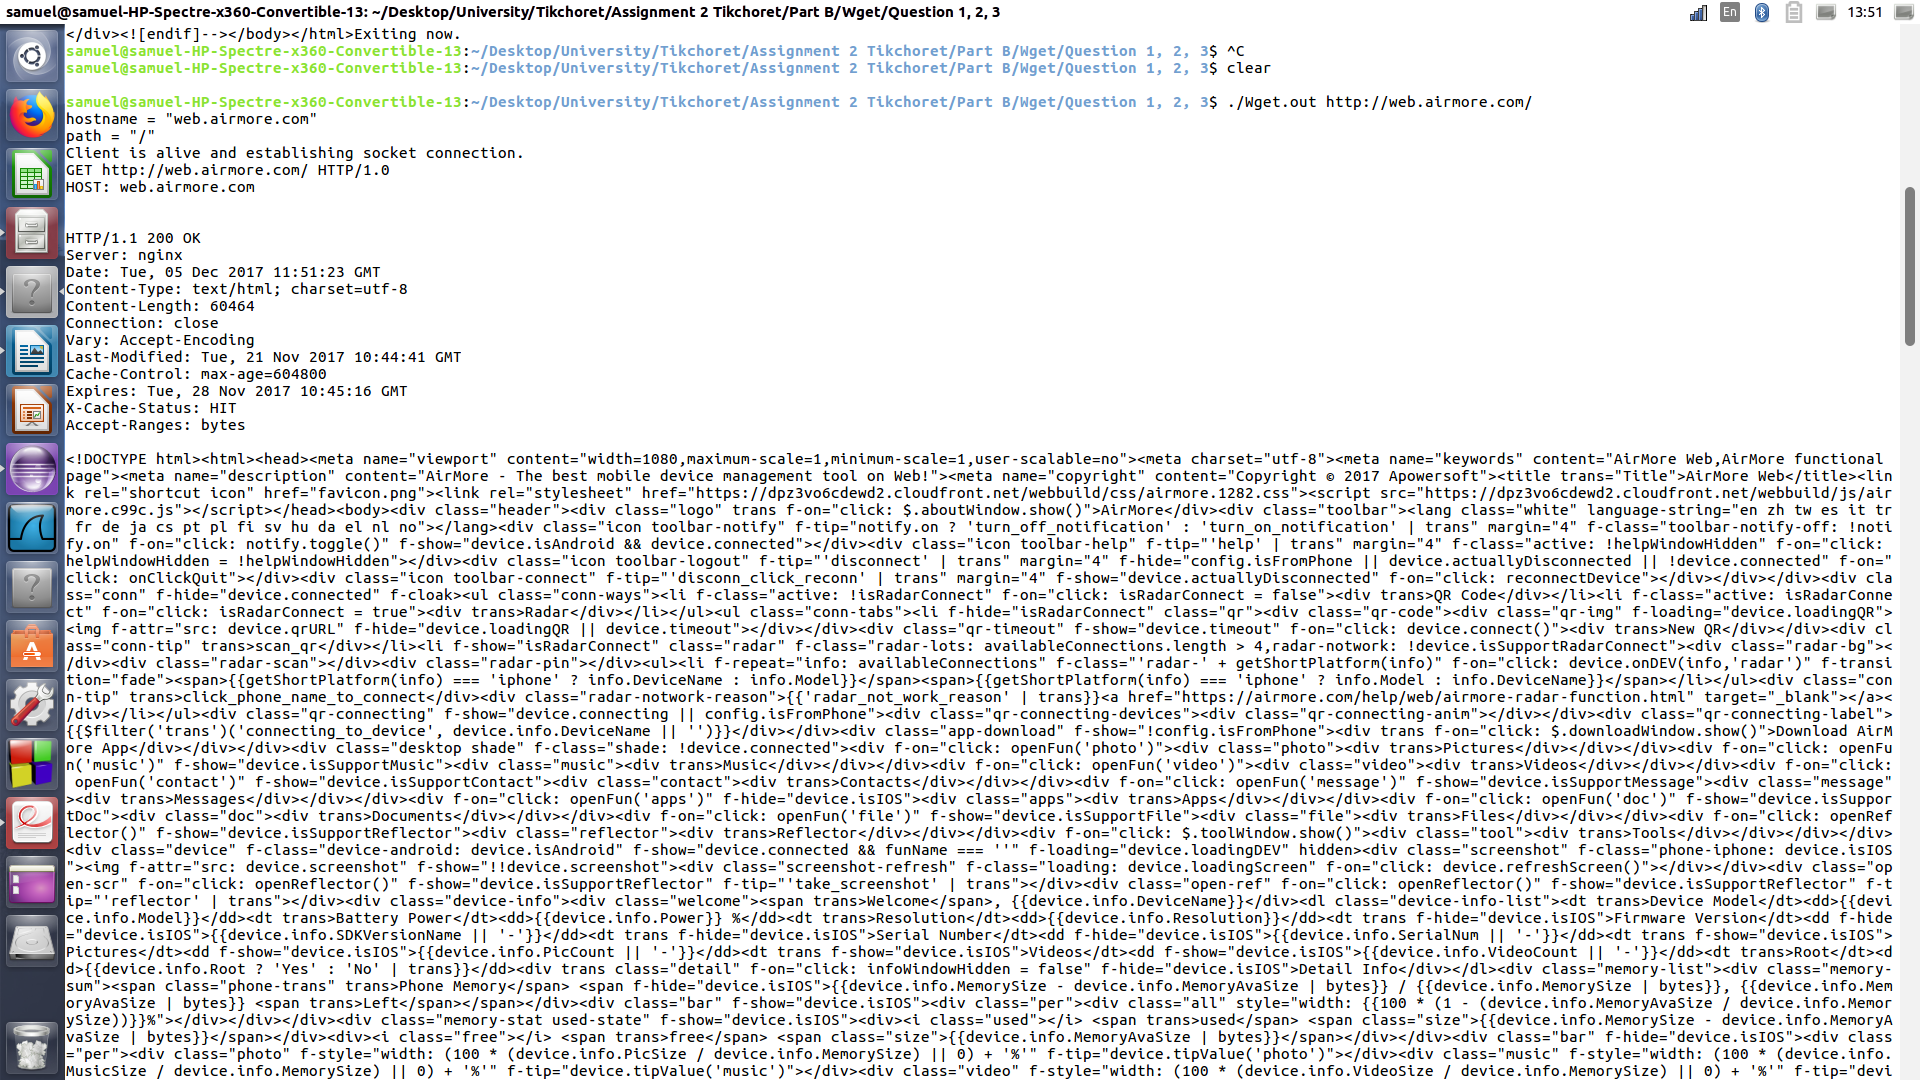 samuel@samuel-HP-Spectre-x360-Convertible-13: ~/Desktop/University/Tikchoret/Assignment 2 Tikchoret/Part B/Wget/Question 1, 2, 3
En
13:51
</div><![endif]--></body></html>Exiting now.
samuel@samuel-HP-Spectre-x360-Convertible-13:~/Desktop/University/Tikchoret/Assignment 2 Tikchoret/Part B/Wget/Question 1, 2, 3$ ^C
samuel@samuel-HP-Spectre-x360-Convertible-13:~/Desktop/University/Tikchoret/Assignment 2 Tikchoret/Part B/Wget/Question 1, 2, 3$ clear
samuel@samuel-HP-Spectre-x360-Convertible-13:~/Desktop/University/Tikchoret/Assignment 2 Tikchoret/Part B/Wget/Question 1, 2, 3$ ./Wget.out http://web.airmore.com/
hostname = "web.airmore.com"
path = "/"
Client is alive and establishing socket connection.
GET http://web.airmore.com/ HTTP/1.0
HOST: web.airmore.com
HTTP/1.1 200 OK
Server: nginx
Date: Tue, 05 Dec 2017 11:51:23 GMT
Content-Type: text/html; charset=utf-8
Content-Length: 60464
Connection: close
Vary: Accept-Encoding
Last-Modified: Tue, 21 Nov 2017 10:44:41 GMT
Cache-Control: max-age=604800
Expires: Tue, 28 Nov 2017 10:45:16 GMT
X-Cache-Status: HIT
Accept-Ranges: bytes
<!DOCTYPE html><html><head><meta name="viewport" content="width=1080,maximum-scale=1,minimum-scale=1,user-scalable=no"><meta charset="utf-8"><meta name="keywords" content="AirMore Web,AirMore functional
page"><meta name="description" content="AirMore - The best mobile device management tool on Web!"><meta name="copyright" content="Copyright © 2017 Apowersoft"><title trans="Title">AirMore Web</title><lin
k rel="shortcut icon" href="favicon.png"><link rel="stylesheet" href="https://dpz3vo6cdewd2.cloudfront.net/webbuild/css/airmore.1282.css"><script src="https://dpz3vo6cdewd2.cloudfront.net/webbuild/js/air
more.c99c.js"></script></head><body><div class="header"><div class="logo" trans f-on="click: $.aboutWindow.show()">AirMore</div><div class="toolbar"><lang class="white" language-string="en zh tw es it tr
 fr de ja cs pt pl fi sv hu da el nl no"></lang><div class="icon toolbar-notify" f-tip="notify.on ? 'turn_off_notification' : 'turn_on_notification' | trans" margin="4" f-class="toolbar-notify-off: !noti
fy.on" f-on="click: notify.toggle()" f-show="device.isAndroid && device.connected"></div><div class="icon toolbar-help" f-tip="'help' | trans" margin="4" f-class="active: !helpWindowHidden" f-on="click:
helpWindowHidden = !helpWindowHidden"></div><div class="icon toolbar-logout" f-tip="'disconnect' | trans" margin="4" f-hide="config.isFromPhone || device.actuallyDisconnected || !device.connected" f-on="
click: onClickQuit"></div><div class="icon toolbar-connect" f-tip="'disconn_click_reconn' | trans" margin="4" f-show="device.actuallyDisconnected" f-on="click: reconnectDevice"></div></div></div><div cla
ss="conn" f-hide="device.connected" f-cloak><ul class="conn-ways"><li f-class="active: !isRadarConnect" f-on="click: isRadarConnect = false"><div trans>QR Code</div></li><li f-class="active: isRadarConne
ct" f-on="click: isRadarConnect = true"><div trans>Radar</div></li></ul><ul class="conn-tabs"><li f-hide="isRadarConnect" class="qr"><div class="qr-code"><div class="qr-img" f-loading="device.loadingQR">
<img f-attr="src: device.qrURL" f-hide="device.loadingQR || device.timeout"></div></div><div class="qr-timeout" f-show="device.timeout" f-on="click: device.connect()"><div trans>New QR</div></div><div cl
ass="conn-tip" trans>scan_qr</div></li><li f-show="isRadarConnect" class="radar" f-class="radar-lots: availableConnections.length > 4,radar-notwork: !device.isSupportRadarConnect"><div class="radar-bg"><
/div><div class="radar-scan"></div><div class="radar-pin"></div><ul><li f-repeat="info: availableConnections" f-class="'radar-' + getShortPlatform(info)" f-on="click: device.onDEV(info,'radar')" f-transi
tion="fade"><span>{{getShortPlatform(info) === 'iphone' ? info.DeviceName : info.Model}}</span><span>{{getShortPlatform(info) === 'iphone' ? info.Model : info.DeviceName}}</span></li></ul><div class="con
n-tip" trans>click_phone_name_to_connect</div><div class="radar-notwork-reason">{{'radar_not_work_reason' | trans}}<a href="https://airmore.com/help/web/airmore-radar-function.html" target="_blank"></a><
/div></li></ul><div class="qr-connecting" f-show="device.connecting || config.isFromPhone"><div class="qr-connecting-devices"><div class="qr-connecting-anim"></div></div><div class="qr-connecting-label">
{{$filter('trans')('connecting_to_device', device.info.DeviceName || '')}}</div></div><div class="app-download" f-show="!config.isFromPhone"><div trans f-on="click: $.downloadWindow.show()">Download AirM
ore App</div></div></div><div class="desktop shade" f-class="shade: !device.connected"><div f-on="click: openFun('photo')"><div class="photo"><div trans>Pictures</div></div></div><div f-on="click: openFu
n('music')" f-show="device.isSupportMusic"><div class="music"><div trans>Music</div></div></div><div f-on="click: openFun('video')"><div class="video"><div trans>Videos</div></div></div><div f-on="click:
 openFun('contact')" f-show="device.isSupportContact"><div class="contact"><div trans>Contacts</div></div></div><div f-on="click: openFun('message')" f-show="device.isSupportMessage"><div class="message"
><div trans>Messages</div></div></div><div f-on="click: openFun('apps')" f-hide="device.isIOS"><div class="apps"><div trans>Apps</div></div></div><div f-on="click: openFun('doc')" f-show="device.isSuppor
tDoc"><div class="doc"><div trans>Documents</div></div></div><div f-on="click: openFun('file')" f-show="device.isSupportFile"><div class="file"><div trans>Files</div></div></div><div f-on="click: openRef
lector()" f-show="device.isSupportReflector"><div class="reflector"><div trans>Reflector</div></div></div><div f-on="click: $.toolWindow.show()"><div class="tool"><div trans>Tools</div></div></div></div>
<div class="device" f-class="device-android: device.isAndroid" f-show="device.connected && funName === ''" f-loading="device.loadingDEV" hidden><div class="screenshot" f-class="phone-iphone: device.isIOS
"><img f-attr="src: device.screenshot" f-show="!!device.screenshot"><div class="screenshot-refresh" f-class="loading: device.loadingScreen" f-on="click: device.refreshScreen()"></div></div><div class="op
en-scr" f-on="click: openReflector()" f-show="device.isSupportReflector" f-tip="'take_screenshot' | trans"></div><div class="open-ref" f-on="click: openReflector()" f-show="device.isSupportReflector" f-t
ip="'reflector' | trans"></div><div class="device-info"><div class="welcome"><span trans>Welcome</span>, {{device.info.DeviceName}}</div><dl class="device-info-list"><dt trans>Device Model</dt><dd>{{devi
ce.info.Model}}</dd><dt trans>Battery Power</dt><dd>{{device.info.Power}} %</dd><dt trans>Resolution</dt><dd>{{device.info.Resolution}}</dd><dt trans f-hide="device.isIOS">Firmware Version</dt><dd f-hide
="device.isIOS">{{device.info.SDKVersionName || '-'}}</dd><dt trans f-hide="device.isIOS">Serial Number</dt><dd f-hide="device.isIOS">{{device.info.SerialNum || '-'}}</dd><dt trans f-show="device.isIOS">
Pictures</dt><dd f-show="device.isIOS">{{device.info.PicCount || '-'}}</dd><dt trans f-show="device.isIOS">Videos</dt><dd f-show="device.isIOS">{{device.info.VideoCount || '-'}}</dd><dt trans>Root</dt><d
d>{{device.info.Root ? 'Yes' : 'No' | trans}}</dd><div trans class="detail" f-on="click: infoWindowHidden = false" f-hide="device.isIOS">Detail Info</div></dl><div class="memory-list"><div class="memory-
sum"><span class="phone-trans" trans>Phone Memory</span> <span f-hide="device.isIOS">{{device.info.MemorySize - device.info.MemoryAvaSize | bytes}} / {{device.info.MemorySize | bytes}}, {{device.info.Mem
oryAvaSize | bytes}} <span trans>Left</span></span></div><div class="bar" f-show="device.isIOS"><div class="per"><div class="all" style="width: {{100 * (1 - (device.info.MemoryAvaSize / device.info.Memor
ySize))}}%"></div></div></div><div class="memory-stat used-state" f-show="device.isIOS"><div><i class="used"></i> <span trans>used</span> <span class="size">{{device.info.MemorySize - device.info.MemoryA
vaSize | bytes}}</span></div><div><i class="free"></i> <span trans>free</span> <span class="size">{{device.info.MemoryAvaSize | bytes}}</span></div></div><div class="bar" f-hide="device.isIOS"><div class
="per"><div class="photo" f-style="width: (100 * (device.info.PicSize / device.info.MemorySize) || 0) + '%'" f-tip="device.tipValue('photo')"></div><div class="music" f-style="width: (100 * (device.info.
MusicSize / device.info.MemorySize) || 0) + '%'" f-tip="device.tipValue('music')"></div><div class="video" f-style="width: (100 * (device.info.VideoSize / device.info.MemorySize) || 0) + '%'" f-tip="devi